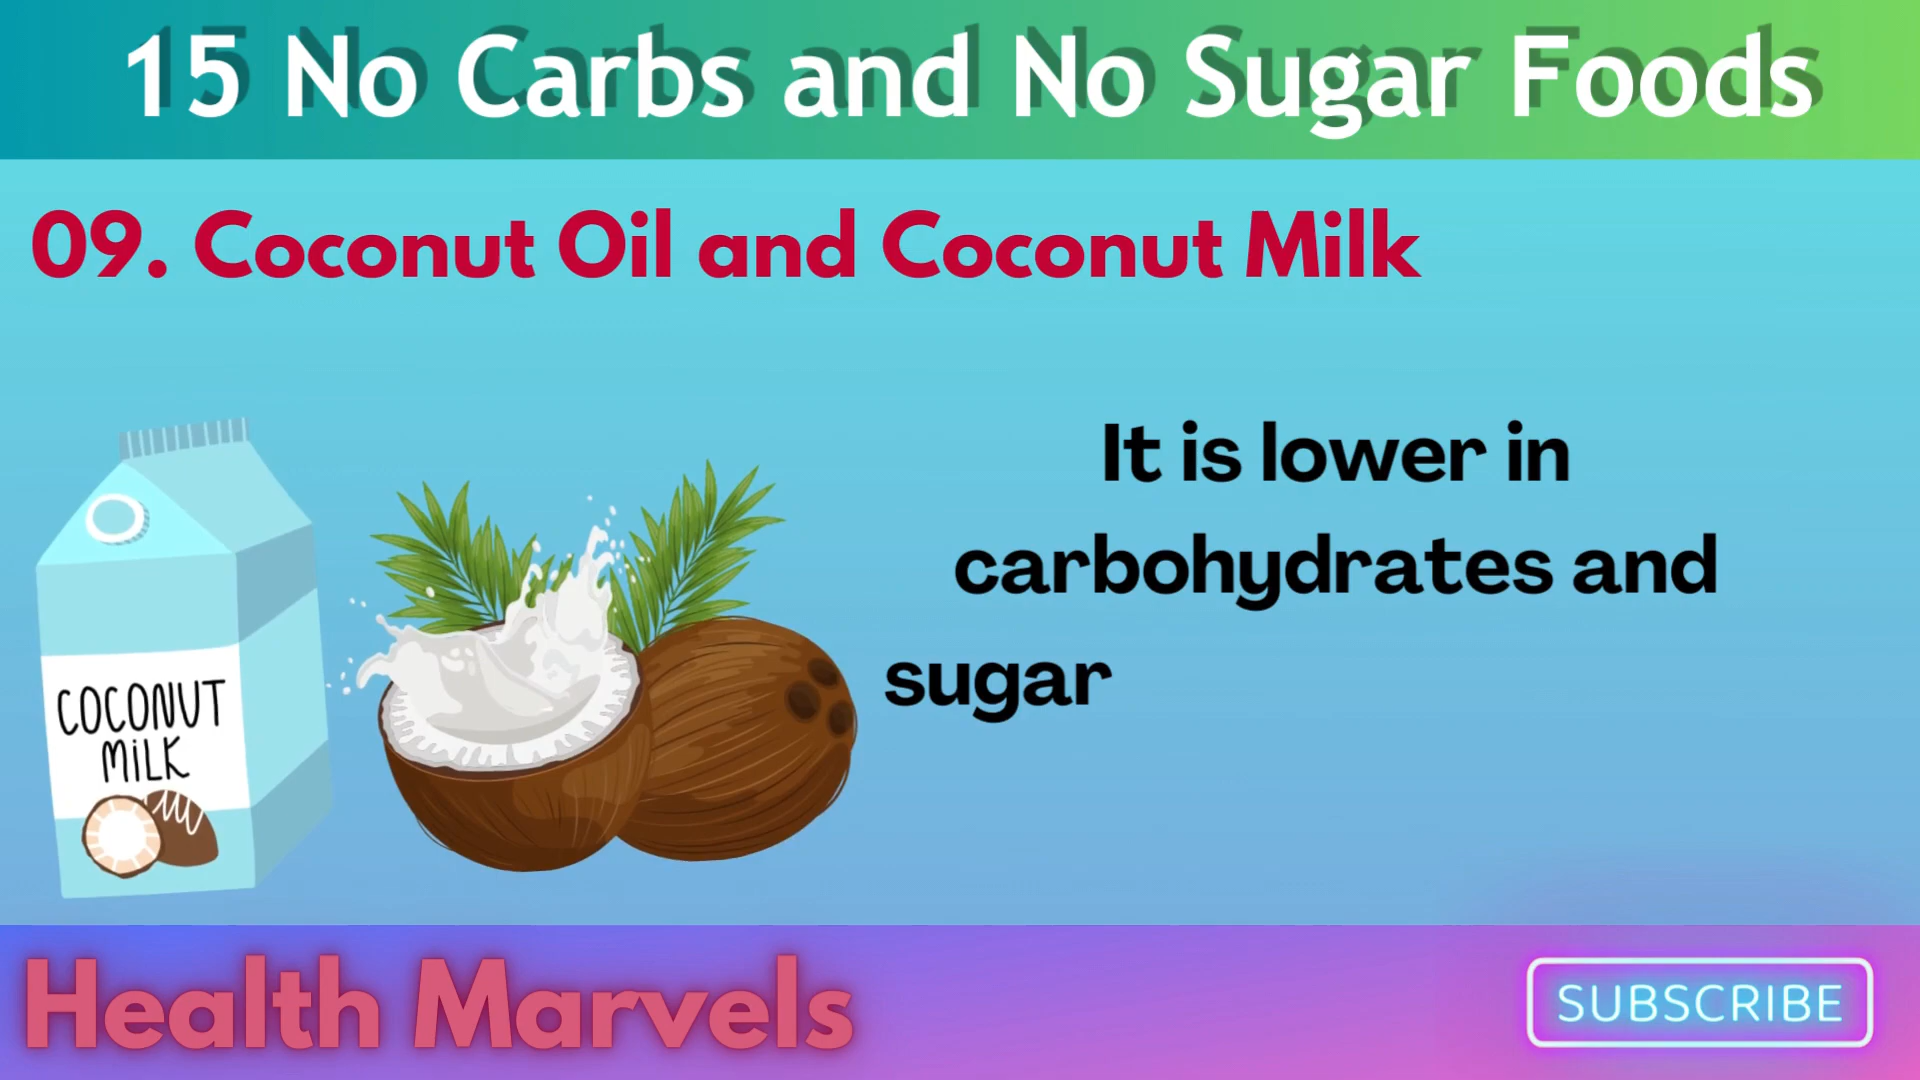 15 No Carbs and No Sugar Foods
09. Coconut Oil and Coconut Milk
It is lower in
carbohydrates and
sugar
COCONUT
MILK
Health Marvels
SUBSCRIBE